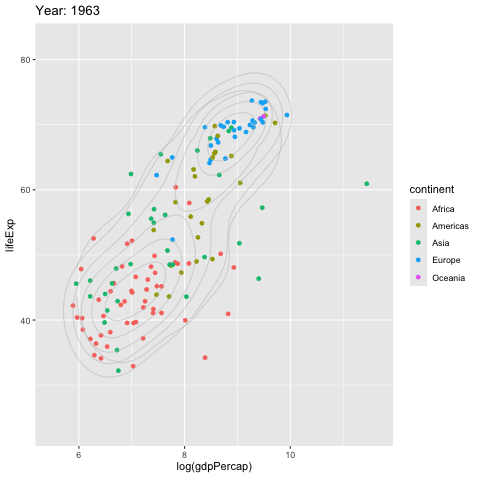 Year: 1963
80
60
40
lifeExp
6
8
10
log(gdpPercap)
continent
Africa
Americas
Asia
Europe
Oceania